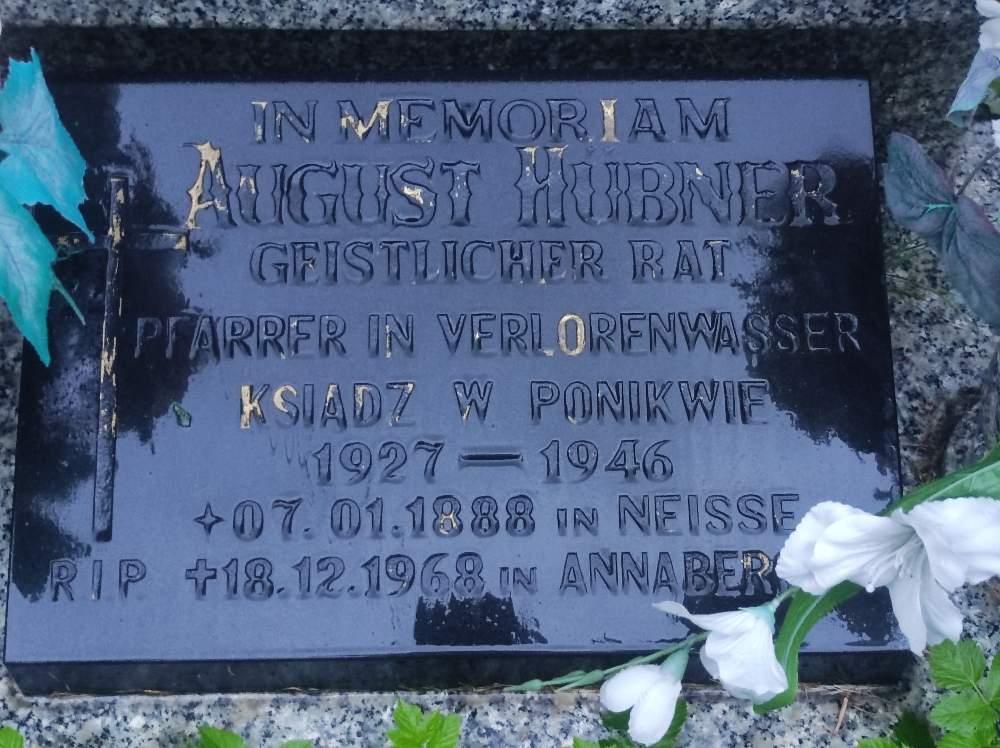 IN MEMORIAM
AUGUST HÜBNER
GEISTLICHER RAT
PFARRER IN VERLORENWASSER
KSIADZ W PONIKWIE
1927 — 1946
07.01.1888 IN NEISSE
RIP †18.12.1968 IN ANNABERG